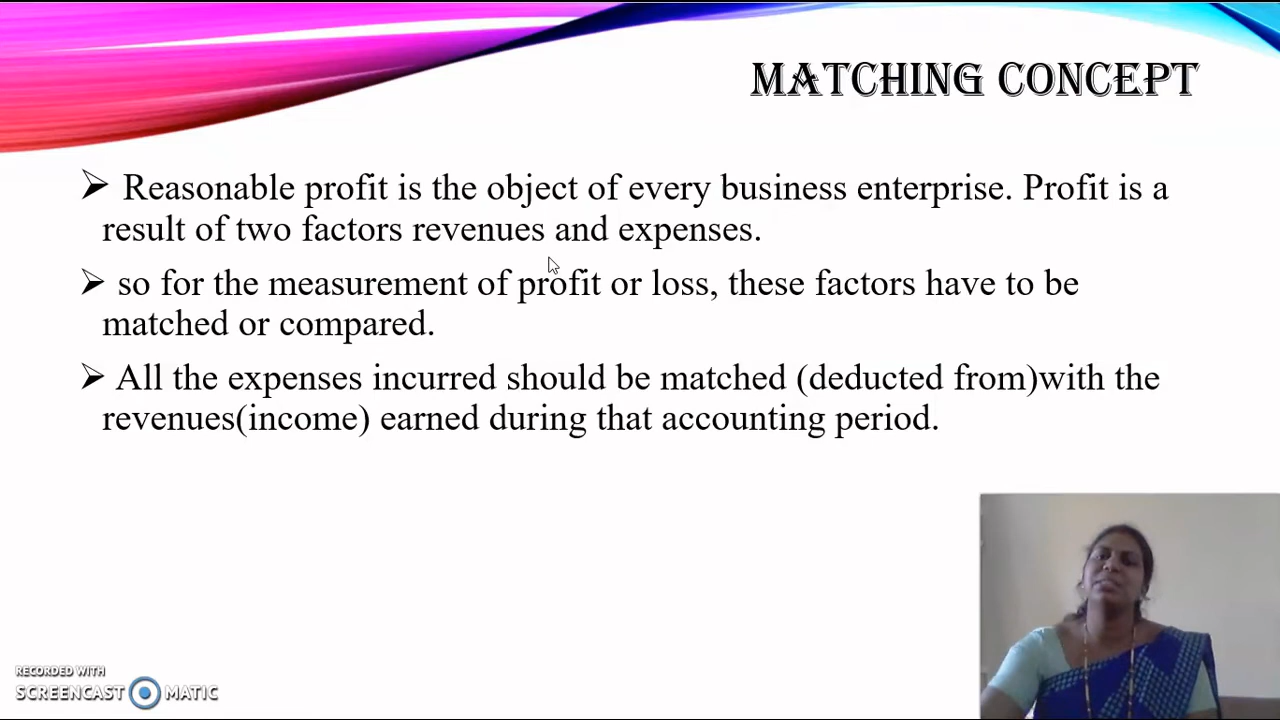 MATCHING CONCEPT
➢ Reasonable profit is the object of every business enterprise. Profit is a
result of two factors revenues and expenses.
➢ so for the measurement of profit or loss, these factors have to be
matched or compared.
➢ All the expenses incurred should be matched (deducted from)with the
revenues(income) earned during that accounting period.
RECORDED WITH
SCREENCAST MATIC